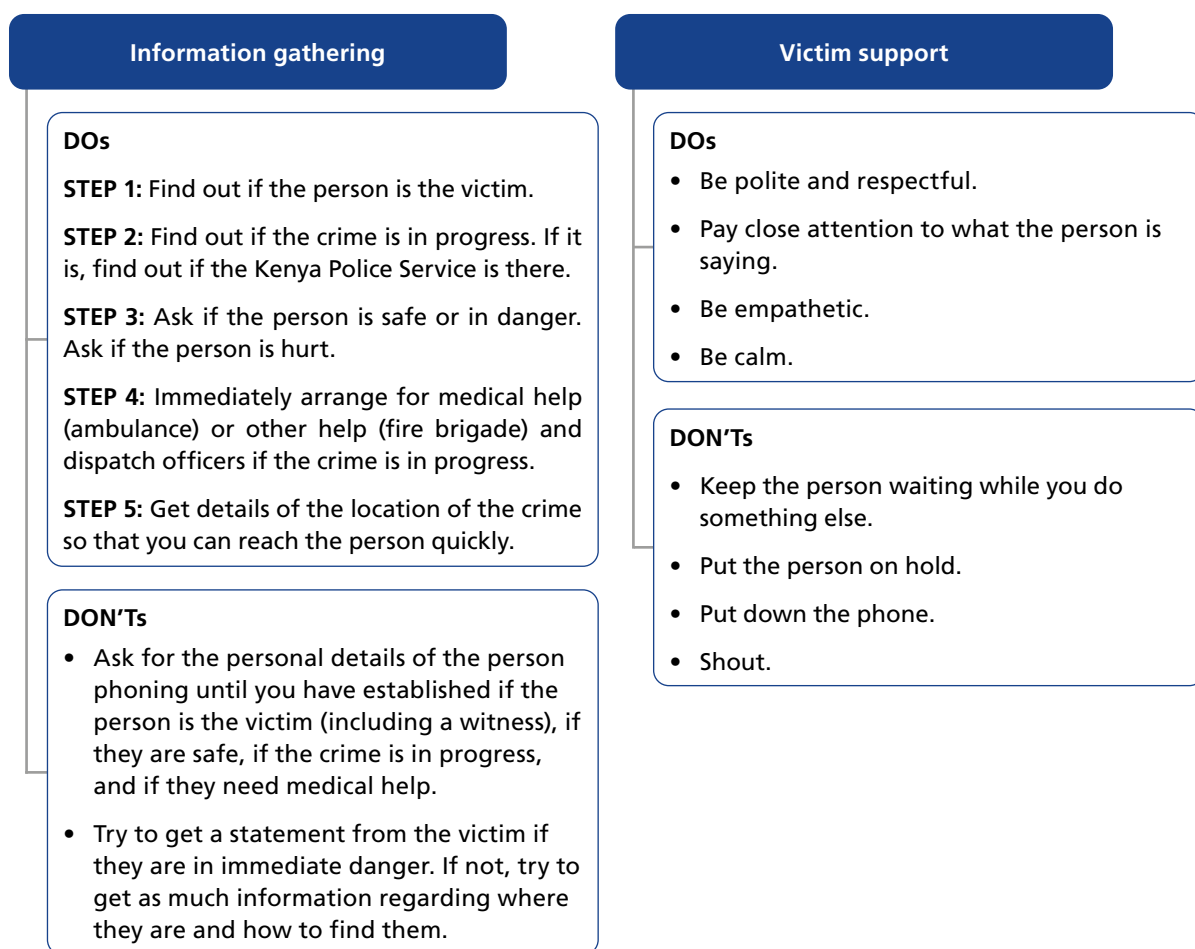 Information gathering
DOs
STEP 1: Find out if the person is the victim.
STEP 2: Find out if the crime is in progress. If it
is, find out if the Kenya Police Service is there.
STEP 3: Ask if the person is safe or in danger.
Ask if the person is hurt.
STEP 4: Immediately arrange for medical help
(ambulance) or other help (fire brigade) and
dispatch officers if the crime is in progress.
STEP 5: Get details of the location of the crime
so that you can reach the person quickly.
DON'Ts
• Ask for the personal details of the person
phoning until you have established if the
person is the victim (including a witness), if
they are safe, if the crime is in progress,
and if they need medical help.
• Try to get a statement from the victim if
they are in immediate danger. If not, try to
get as much information regarding where
they are and how to find them.
Victim support
DOs
• Be polite and respectful.
• Pay close attention to what the person is
saying.
• Be empathetic.
• Be calm.
DON'Ts
• Keep the person waiting while you do
something else.
• Put the person on hold.
• Put down the phone.
• Shout.